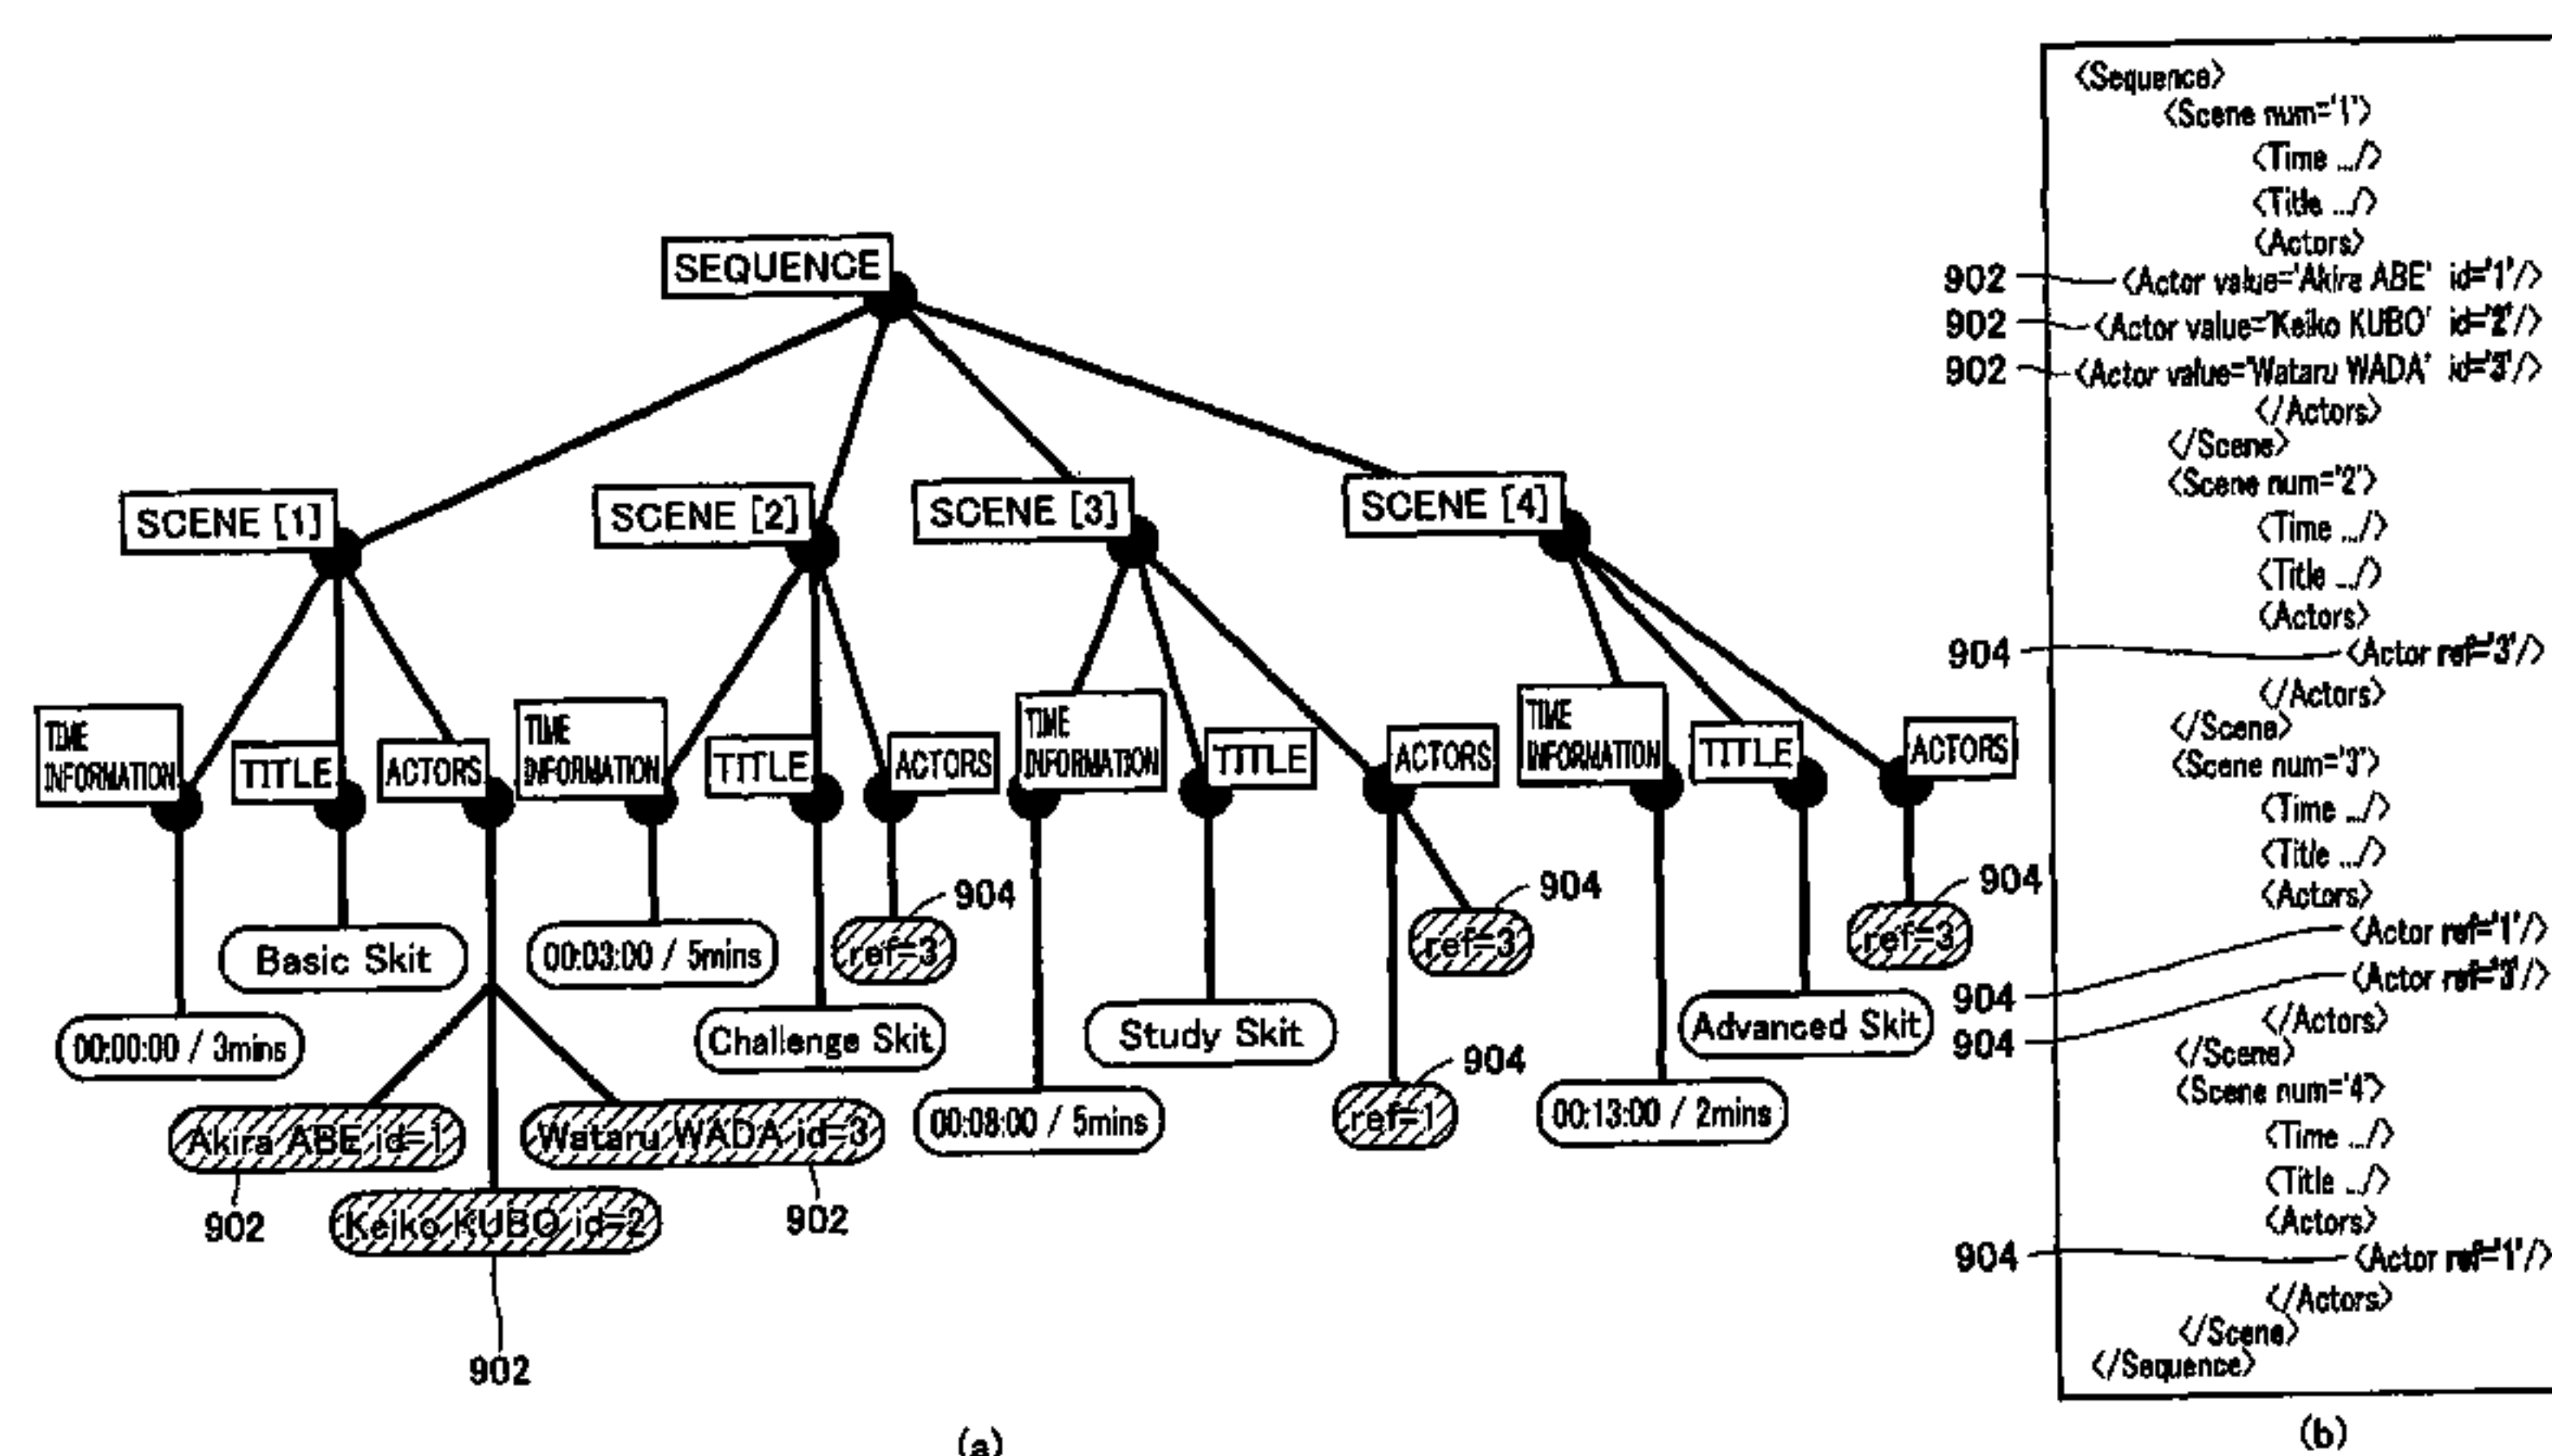 SEQUENCE
SCENE [1]
SCENE [2]
SCENE [3]
SCENE [4]
TIME
INFORMATION
TITLE
ACTORS
TIME
INFORMATION
TITLE
ACTORS
TIME
INFORMATION
TITLE
ACTORS
TIME
INFORMATION
TITLE
ACTORS
00:00:00 / 3mins
Basic Skit
Akira ABE id=1
902
Keiko KUBO id=2
902
Wataru WADA id=3
902
00:03:00 / 5mins
Challenge Skit
ref=3
904
00:08:00 / 5mins
Study Skit
ref=1
904
ref=3
904
00:13:00 / 2mins
Advanced Skit
ref=3
904
(a)
<Sequence>
<Scene num='1'>
<Time .../>
<Title .../>
<Actors>
902 <Actor value='Akira ABE' id='1'/>
902 <Actor value='Keiko KUBO' id='2'/>
902 <Actor value='Wataru WADA' id='3'/>
</Actors>
</Scene>
<Scene num='2'>
<Time .../>
<Title .../>
<Actors>
904 <Actor ref='3'/>
</Actors>
</Scene>
<Scene num='3'>
<Time .../>
<Title .../>
<Actors>
904 <Actor ref='1'/>
904 <Actor ref='3'/>
</Actors>
</Scene>
<Scene num='4'>
<Time .../>
<Title .../>
<Actors>
904 <Actor ref='1'/>
</Actors>
</Scene>
</Sequence>
(b)